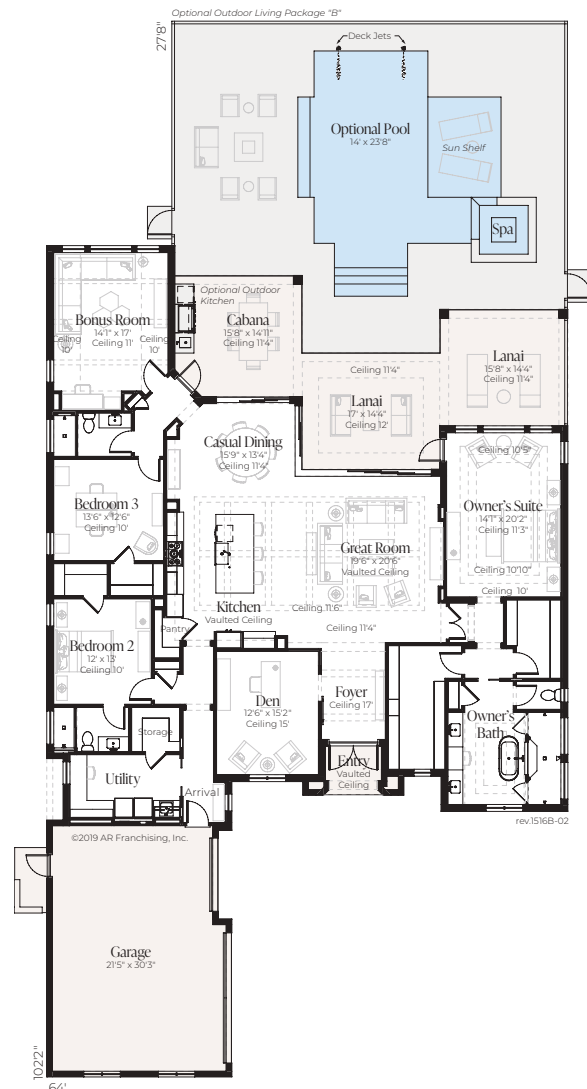 Optional Outdoor Living Package "B"
27'8"
Deck Jets
Optional Pool
14' x 23'8"
Sun Shelf
Spa
Optional Outdoor
Kitchen
Bonus Room
14'1" x 17'
Ceiling 11'
Ceiling
10'
Ceiling
10'
Cabana
15'8" x 14'11"
Ceiling 11'4"
Ceiling 11'4"
Lanai
15'8" x 14'4"
Ceiling 11'4"
Lanai
17' x 14'4"
Ceiling 12'
Casual Dining
15'9" x 13'4"
Ceiling 11'4"
Ceiling 10'5"
Bedroom 3
13'6" x 12'6"
Ceiling 10'
Owner's Suite
14'1" x 20'2"
Ceiling 11'3"
Great Room
19'6" x 20'6"
Vaulted Ceiling
Ceiling 10'10"
Ceiling 10'
Kitchen
Vaulted Ceiling
Ceiling 11'6"
Ceiling 11'4"
Pantry
Bedroom 2
12' x 13'
Ceiling 10'
Den
12'6" x 15'2"
Ceiling 15'
Foyer
Ceiling 17'
Owner's
Bath
Storage
Entry
Vaulted
Ceiling
Utility
Arrival
rev.1516B-02
©2019 AR Franchising, Inc.
Garage
21'5" x 30'3"
102'2"
64'